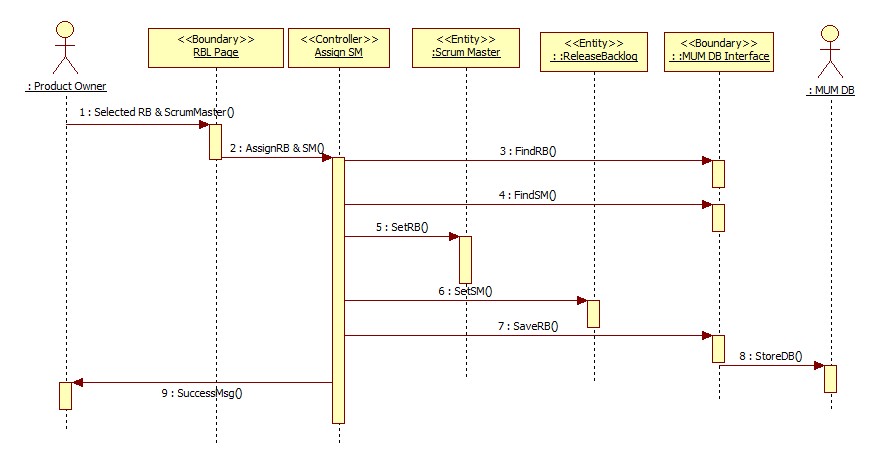 <<Boundary>>
RBL Page
<<Controller>>
Assign SM
<<Entity>>
:Scrum Master
<<Entity>>
: :ReleaseBacklog
<<Boundary>>
: :MUM DB Interface
: Product Owner
: MUM DB
1 : Selected RB & ScrumMaster()
2 : AssignRB & SM()
3 : FindRB()
4 : FindSM()
5 : SetRB()
6 : SetSM()
7 : SaveRB()
8 : StoreDB()
9 : SuccessMsg()